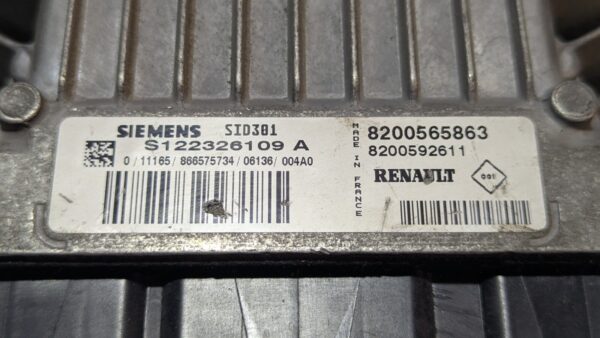 SIEMENS SID301
S122326109 A
0 / 11165 / 866575734 / 06136 / 004A0
MADE IN FRANCE
8200565863
8200592611
RENAULT